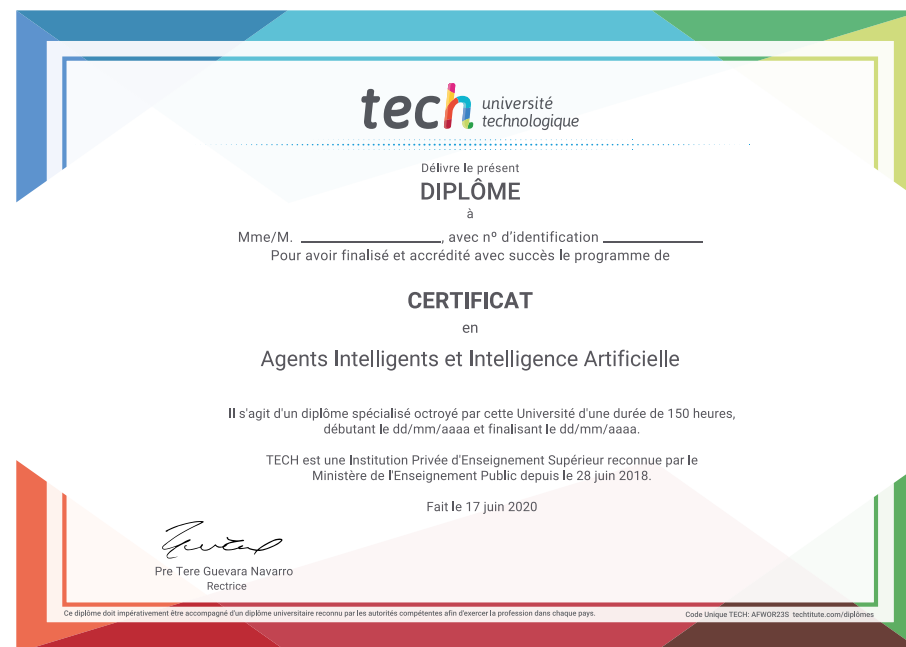 tech université
technologique
Délivre le présent
DIPLÔME
à
Mme/M. ____________________, avec nº d'identification ______________
Pour avoir finalisé et accrédité avec succès le programme de
CERTIFICAT
en
Agents Intelligents et Intelligence Artificielle
Il s'agit d'un diplôme spécialisé octroyé par cette Université d'une durée de 150 heures,
débutant le dd/mm/aaaa et finalisant le dd/mm/aaaa.
TECH est une Institution Privée d'Enseignement Supérieur reconnue par le
Ministère de l'Enseignement Public depuis le 28 juin 2018.
Fait le 17 juin 2020
Pre Tere Guevara Navarro
Rectrice
Ce diplôme doit impérativement être accompagné d'un diplôme universitaire reconnu par les autorités compétentes afin d'exercer la profession dans chaque pays.
Code Unique TECH: AFWOR23S techtitute.com/diplômes